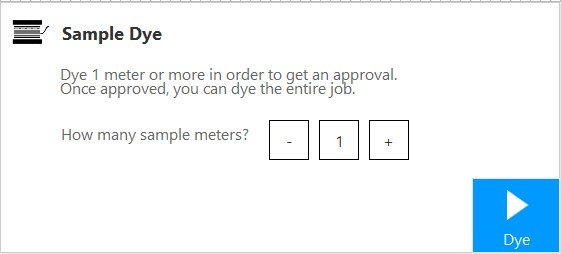 Sample Dye
Dye 1 meter or more in order to get an approval.
Once approved, you can dye the entire job.
How many sample meters? - 1 +
Dye